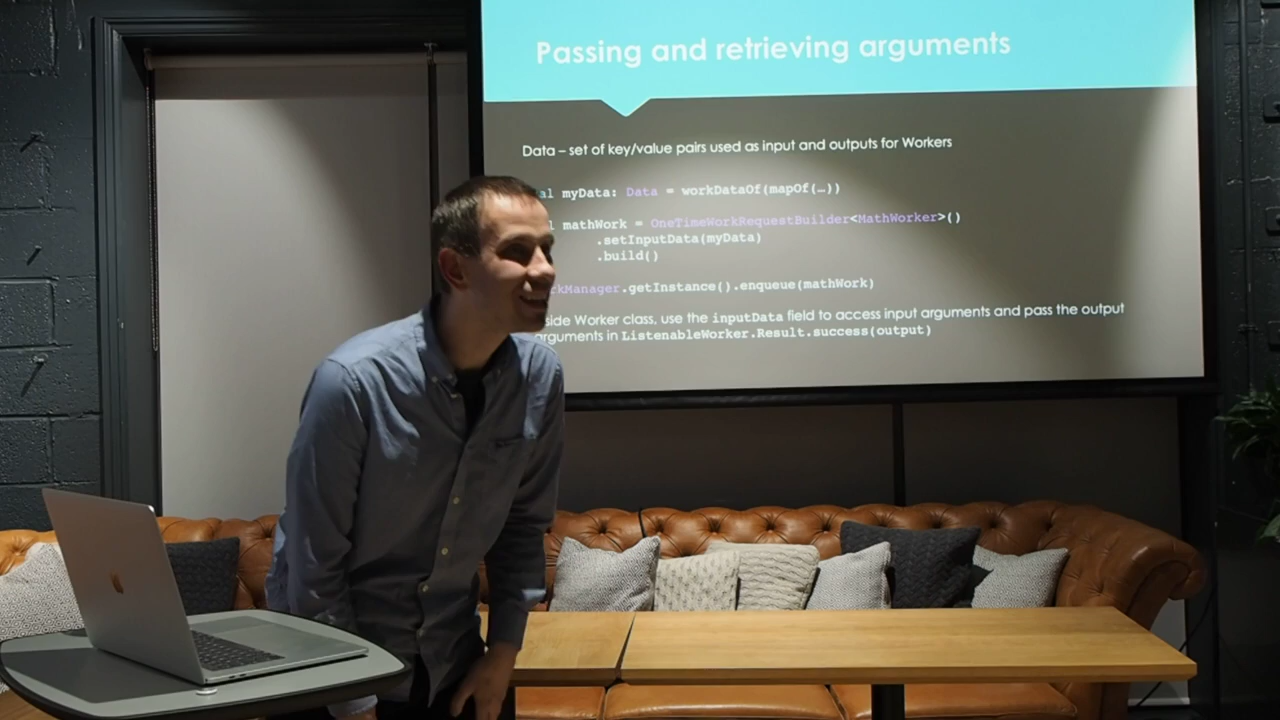 Passing and retrieving arguments
Data – set of key/value pairs used as input and outputs for Workers
al myData: Data = workDataOf(mapOf(…))
l mathWork = OneTimeWorkRequestBuilder<MathWorker>()
.setInputData(myData)
.build()
rkManager.getInstance().enqueue(mathWork)
side Worker class, use the inputData field to access input arguments and pass the output
arguments in ListenableWorker.Result.success(output)